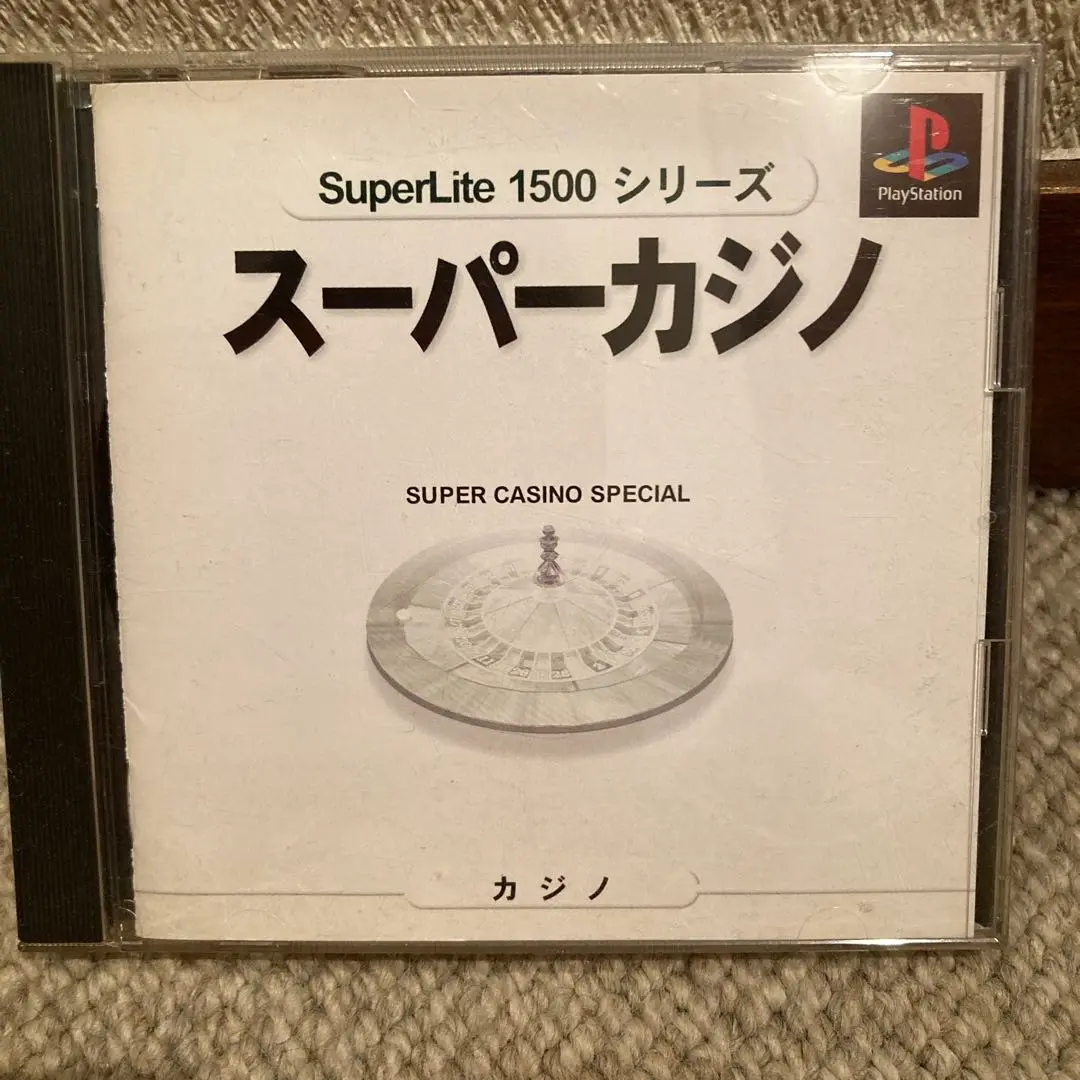 PlayStation
SuperLite 1500 シリーズ
スーパーカジノ
SUPER CASINO SPECIAL
カジノ